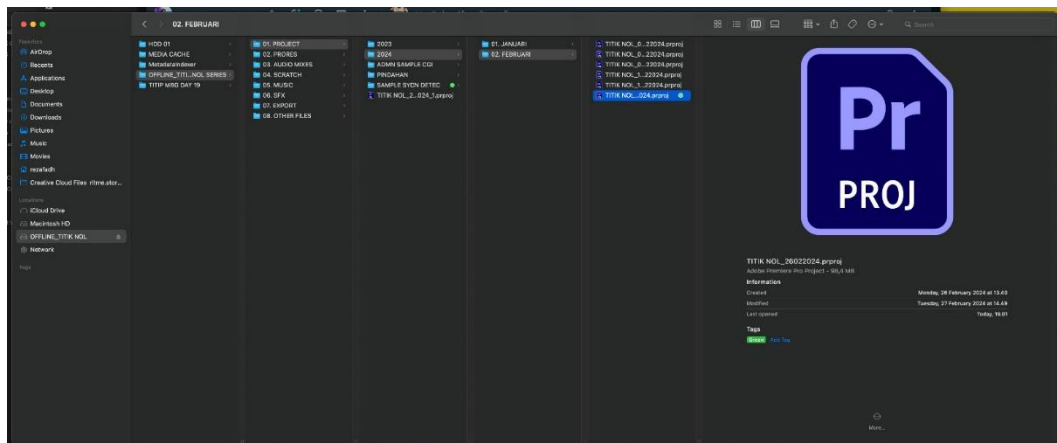 02. FEBRUARI
Search
Favorites
AirDrop
Recents
Applications
Desktop
Documents
Downloads
Pictures
Music
Movies
rezafadh
Creative Cloud Files ritme.stor...
Locations
iCloud Drive
Macintosh HD
OFFLINE_TITIK NOL
Network
Tags
HDD 01
MEDIA CACHE
MetadataIndexer
OFFLINE_TITI...NOL SERIES
TITIP MBG DAY 19
01. PROJECT
02. PRORES
03. AUDIO MIXES
04. SCRATCH
05. MUSIC
06. SFX
07. EXPORT
08. OTHER FILES
2023
2024
ADMN SAMPLE CGI
PINDAHAN
SAMPLE SYCN DETEC
TITIK NOL_2...024_1.prproj
01. JANUARI
02. FEBRUARI
TITIK NOL_0...22024.prproj
TITIK NOL_0...22024.prproj
TITIK NOL_0...22024.prproj
TITIK NOL_1...22024.prproj
TITIK NOL_1...22024.prproj
TITIK NOL...024.prproj
Pr
PROJ
TITIK NOL_26022024.prproj
Adobe Premiere Pro Project - 98,4 MB
Information
Created Monday, 26 February 2024 at 13.40
Modified Tuesday, 27 February 2024 at 14.49
Last opened Today, 19.01
Tags
Green Add Tag
More...